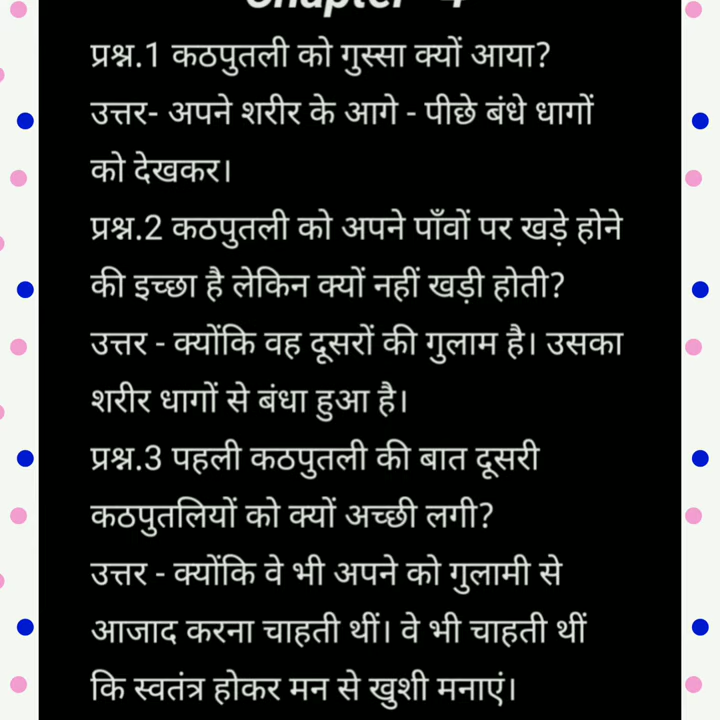 Chapter - 4
प्रश्न.1 कठपुतली को गुस्सा क्यों आया?
उत्तर- अपने शरीर के आगे - पीछे बंधे धागों
को देखकर।
प्रश्न.2 कठपुतली को अपने पाँवों पर खड़े होने
की इच्छा है लेकिन क्यों नहीं खड़ी होती?
उत्तर - क्योंकि वह दूसरों की गुलाम है। उसका
शरीर धागों से बंधा हुआ है।
प्रश्न.3 पहली कठपुतली की बात दूसरी
कठपुतलियों को क्यों अच्छी लगी?
उत्तर - क्योंकि वे भी अपने को गुलामी से
आजाद करना चाहती थीं। वे भी चाहती थीं
कि स्वतंत्र होकर मन से खुशी मनाएं।